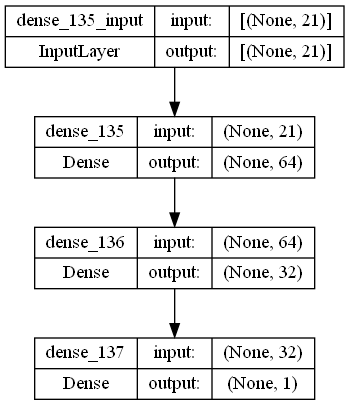 dense_135_input input: [(None, 21)]
InputLayer output: [(None, 21)]
dense_135 input: (None, 21)
Dense output: (None, 64)
dense_136 input: (None, 64)
Dense output: (None, 32)
dense_137 input: (None, 32)
Dense output: (None, 1)